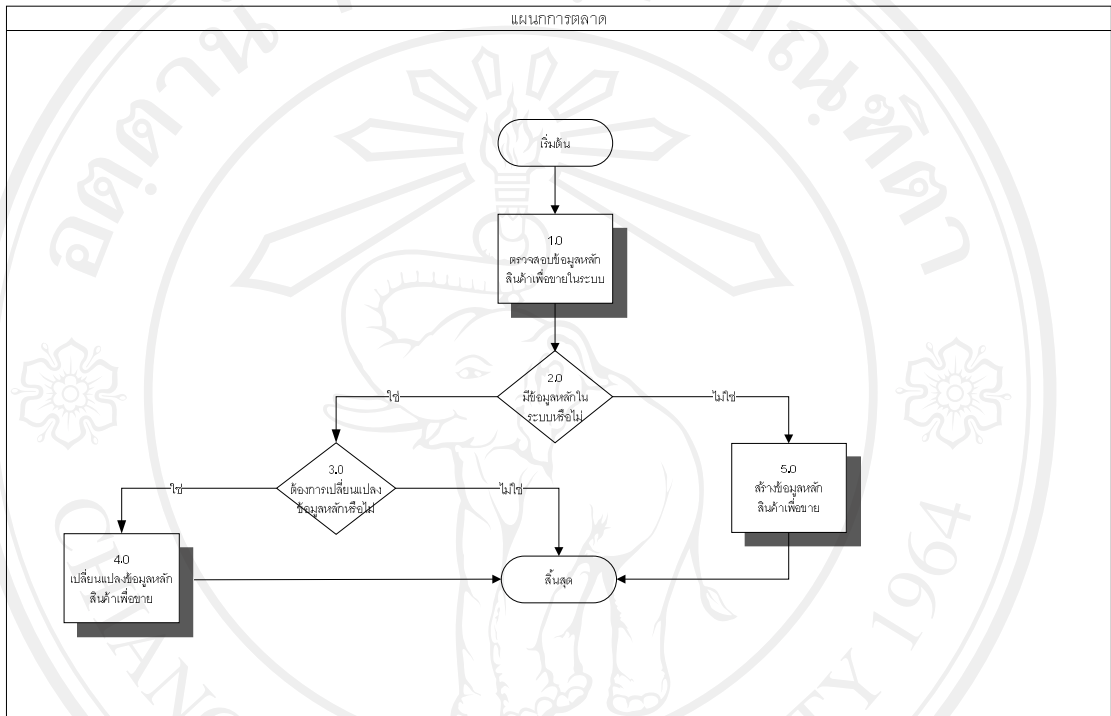 แผนกการตลาด
เริ่มต้น
1.0
ตรวจสอบข้อมูลหลัก
สินค้าเพื่อขายในระบบ
2.0
มีข้อมูลหลักใน
ระบบหรือไม่
ใช่
ไม่ใช่
3.0
ต้องการเปลี่ยนแปลง
ข้อมูลหลักหรือไม่
ใช่
ไม่ใช่
5.0
สร้างข้อมูลหลัก
สินค้าเพื่อขาย
4.0
เปลี่ยนแปลงข้อมูลหลัก
สินค้าเพื่อขาย
สิ้นสุด
1964